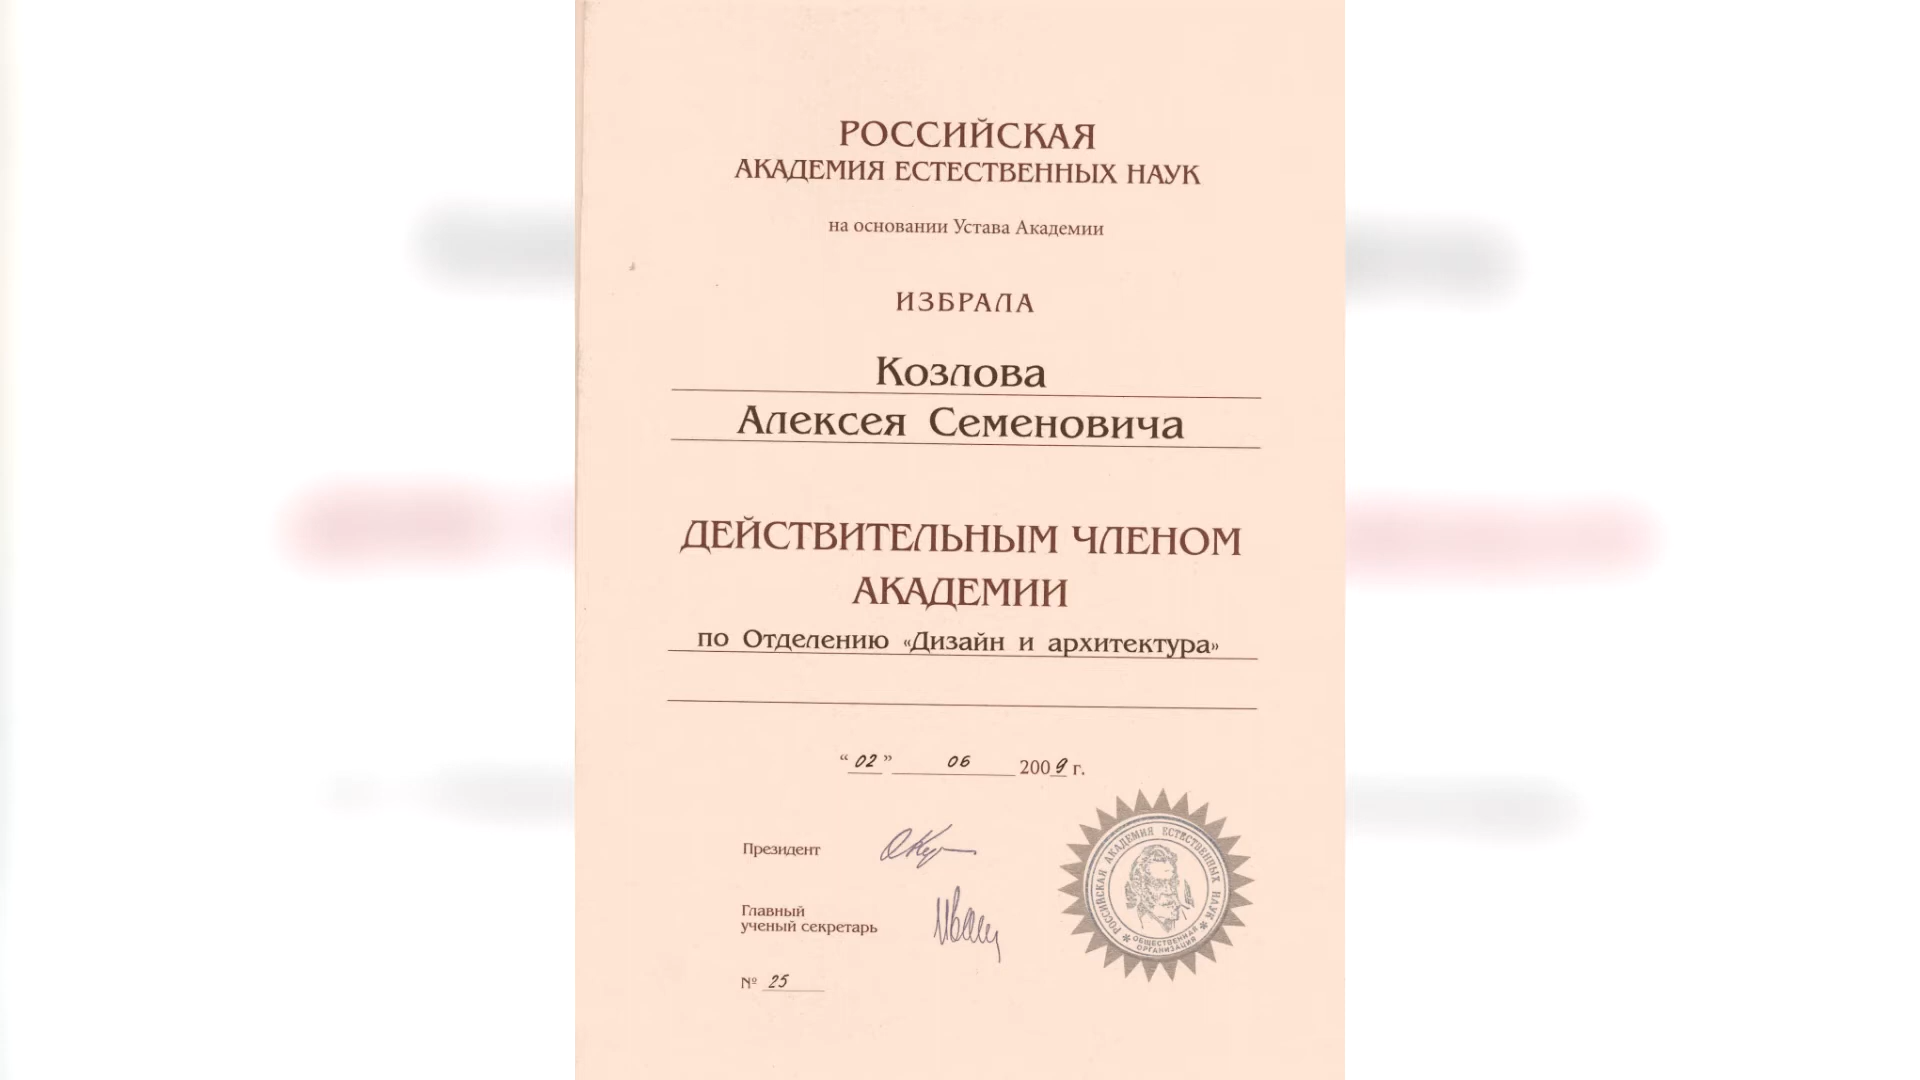 РОССИЙСКАЯ
АКАДЕМИЯ ЕСТЕСТВЕННЫХ НАУК
на основании Устава Академии
ИЗБРАЛА
Козлова
Алексея Семеновича
ДЕЙСТВИТЕЛЬНЫМ ЧЛЕНОМ
АКАДЕМИИ
по Отделению «Дизайн и архитектура»
“ 02 ” 06 2009 г.
Президент
Главный
ученый секретарь
№ 25
РОССИЙСКАЯ АКАДЕМИЯ ЕСТЕСТВЕННЫХ НАУК
* ОБЩЕСТВЕННАЯ *
ОРГАНИЗАЦИЯ